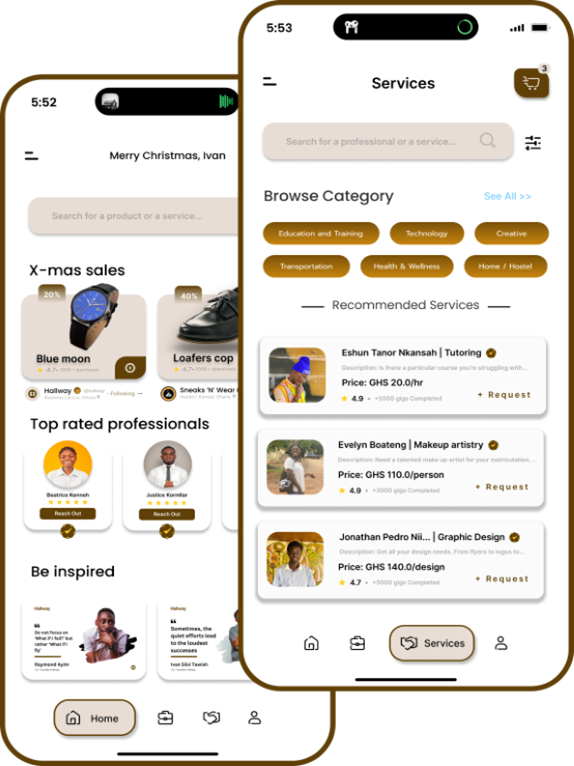 5:52
Merry Christmas, Ivan
Search for a product or a service...
X-mas sales
20%
Blue moon
4.7
40%
Loafers cop
Hallway
@hallway
Following
Sneaks 'N' Wear
Top rated professionals
Beatrice Kenneh
Reach Out
Justice Kormlur
Reach Out
Be inspired
Hallway
Do not focus on
"What if I fall?" but
rather "What if I
fly"
Raymond Ayim
Hallway
Sometimes, the
quiet efforts lead
to the loudest
successes
Ivan Silvi Tawiah
Home
5:53
Services
3
Search for a professional or a service...
Browse Category
See All >>
Education and Training
Technology
Creative
Transportation
Health & Wellness
Home / Hostel
Recommended Services
Eshun Tanor Nkansah | Tutoring
Description: Is there a particular course you're struggling with...
Price: GHS 20.0/hr
4.9 • +5000 gigs Completed
+ Request
Evelyn Boateng | Makeup artistry
Description: Need a talented make up artist for your matriculation, ...
Price: GHS 110.0/person
4.9 • +3000 gigs Completed
+ Request
Jonathan Pedro Nii... | Graphic Design
Description: Get all your design needs. From flyers to logos to...
Price: GHS 140.0/design
4.7 • +5000 gigs Completed
+ Request
Services